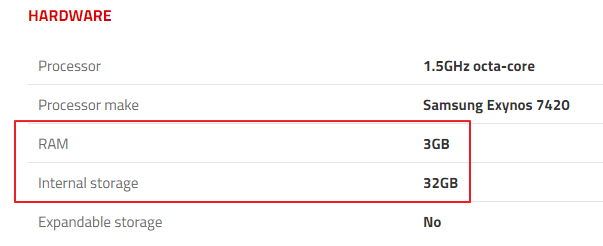 HARDWARE
Processor 1.5GHz octa-core
Processor make Samsung Exynos 7420
RAM 3GB
Internal storage 32GB
Expandable storage No